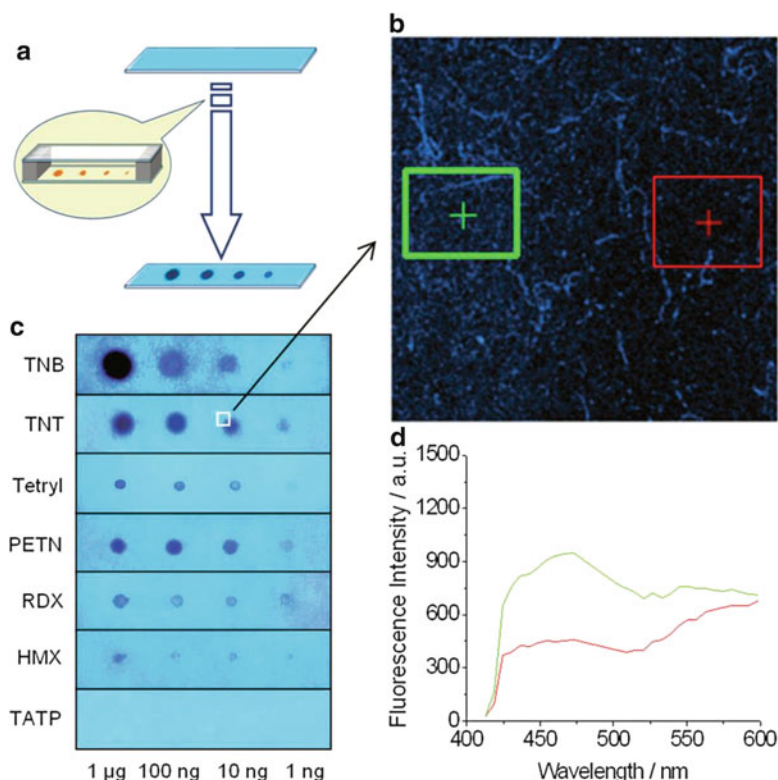 a
b
c
TNB
TNT
Tetryl
PETN
RDX
HMX
TATP
1 μg 100 ng 10 ng 1 ng
d
Fluorescence Intensity / a.u.
1500
1200
900
600
300
0
400 450 500 550 600
Wavelength / nm